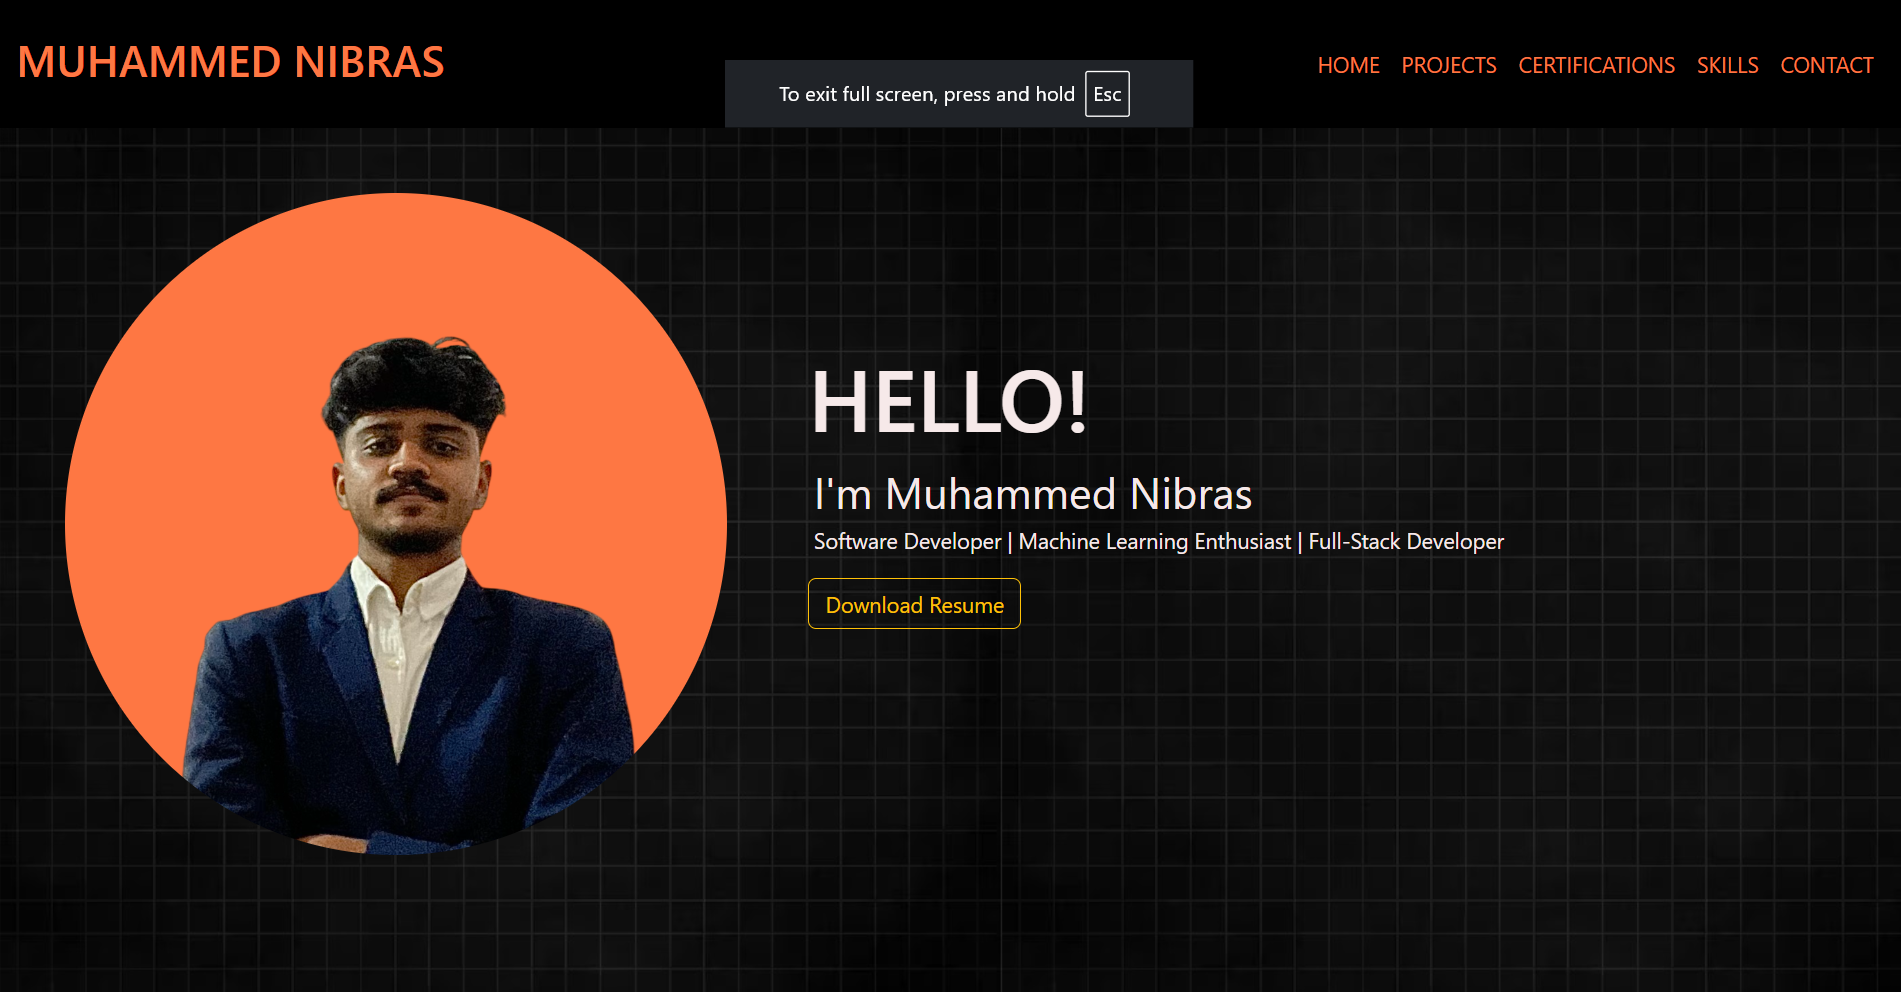 MUHAMMED NIBRAS
HOME PROJECTS CERTIFICATIONS SKILLS CONTACT
To exit full screen, press and hold Esc
HELLO!
I'm Muhammed Nibras
Software Developer | Machine Learning Enthusiast | Full-Stack Developer
Download Resume